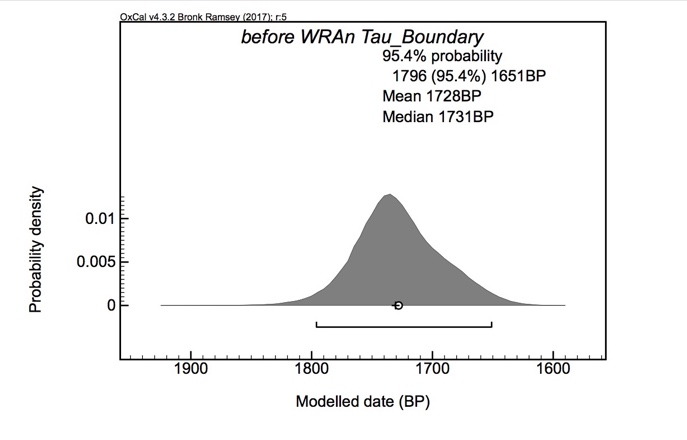 OxCal v4.3.2 Bronk Ramsey (2017); r:5
before WRAn Tau_Boundary
95.4% probability
1796 (95.4%) 1651BP
Mean 1728BP
Median 1731BP
Probability density
0.01
0.005
0
1900 1800 1700 1600
Modelled date (BP)